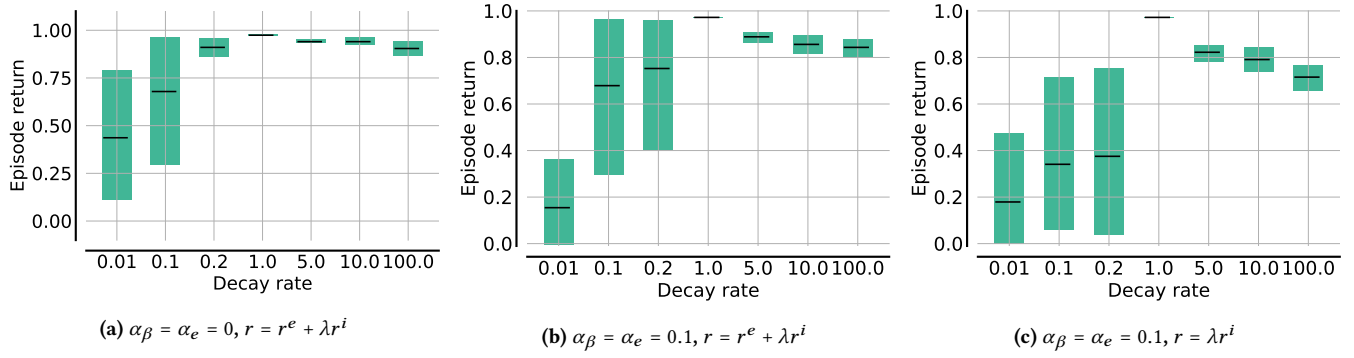 1.00
0.75
0.50
0.25
0.00
Episode return
0.01 0.1 0.2 1.0 5.0 10.0 100.0
Decay rate
(a) αβ = αe = 0, r = rᵉ + λrⁱ
1.0
0.8
0.6
0.4
0.2
0.0
Episode return
0.01 0.1 0.2 1.0 5.0 10.0 100.0
Decay rate
(b) αβ = αe = 0.1, r = rᵉ + λrⁱ
1.0
0.8
0.6
0.4
0.2
0.0
Episode return
0.01 0.1 0.2 1.0 5.0 10.0 100.0
Decay rate
(c) αβ = αe = 0.1, r = λrⁱ